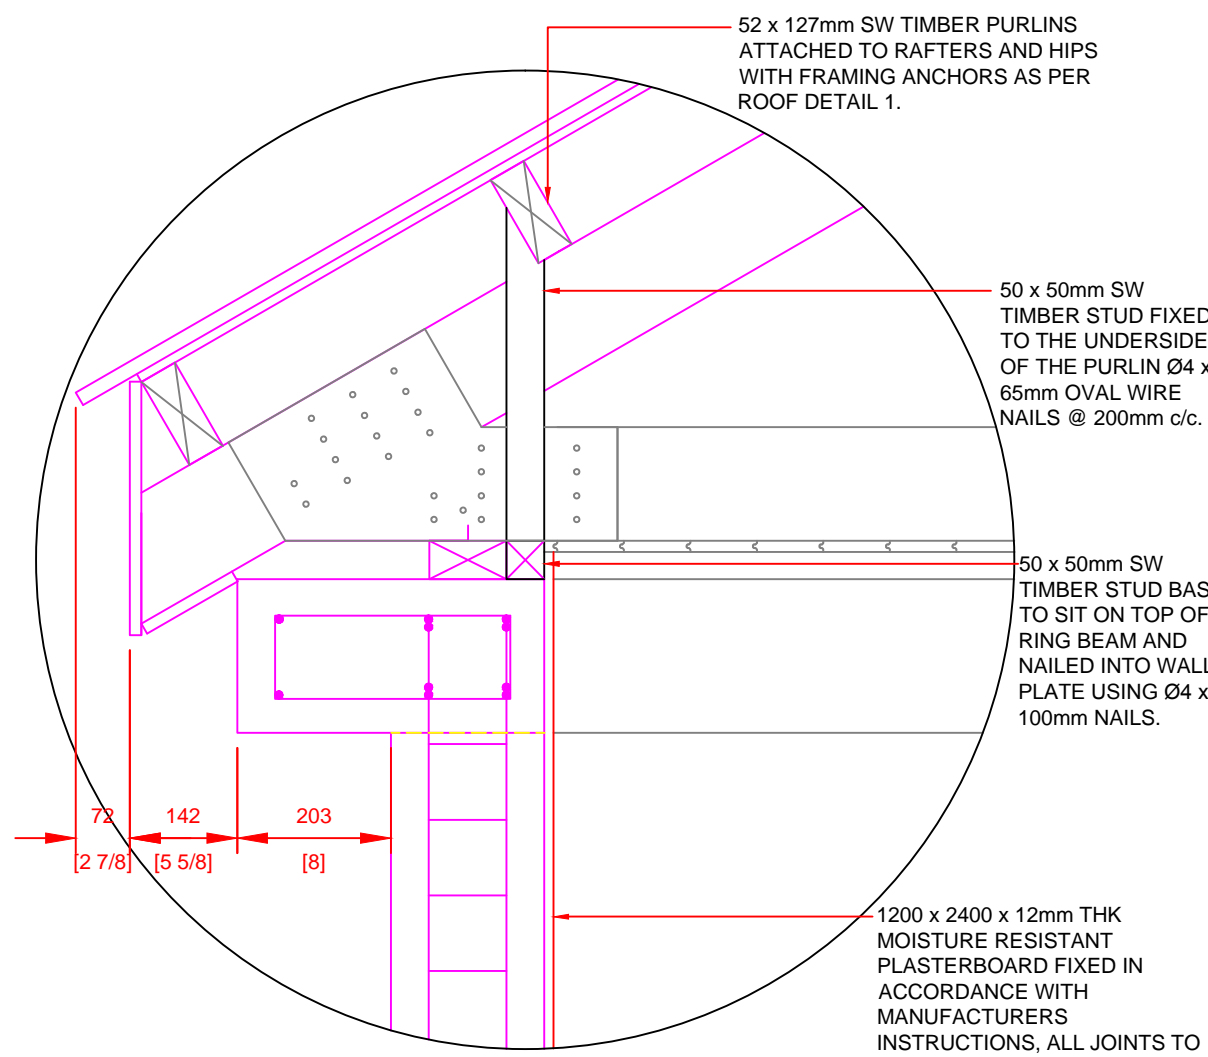 52 x 127mm SW TIMBER PURLINS
ATTACHED TO RAFTERS AND HIPS
WITH FRAMING ANCHORS AS PER
ROOF DETAIL 1.
50 x 50mm SW
TIMBER STUD FIXED
TO THE UNDERSIDE
OF THE PURLIN Ø4 x
65mm OVAL WIRE
NAILS @ 200mm c/c.
50 x 50mm SW
TIMBER STUD BAS
TO SIT ON TOP OF
RING BEAM AND
NAILED INTO WALL
PLATE USING Ø4 x
100mm NAILS.
72 142 203
[2 7/8] [5 5/8] [8]
1200 x 2400 x 12mm THK
MOISTURE RESISTANT
PLASTERBOARD FIXED IN
ACCORDANCE WITH
MANUFACTURERS
INSTRUCTIONS, ALL JOINTS TO